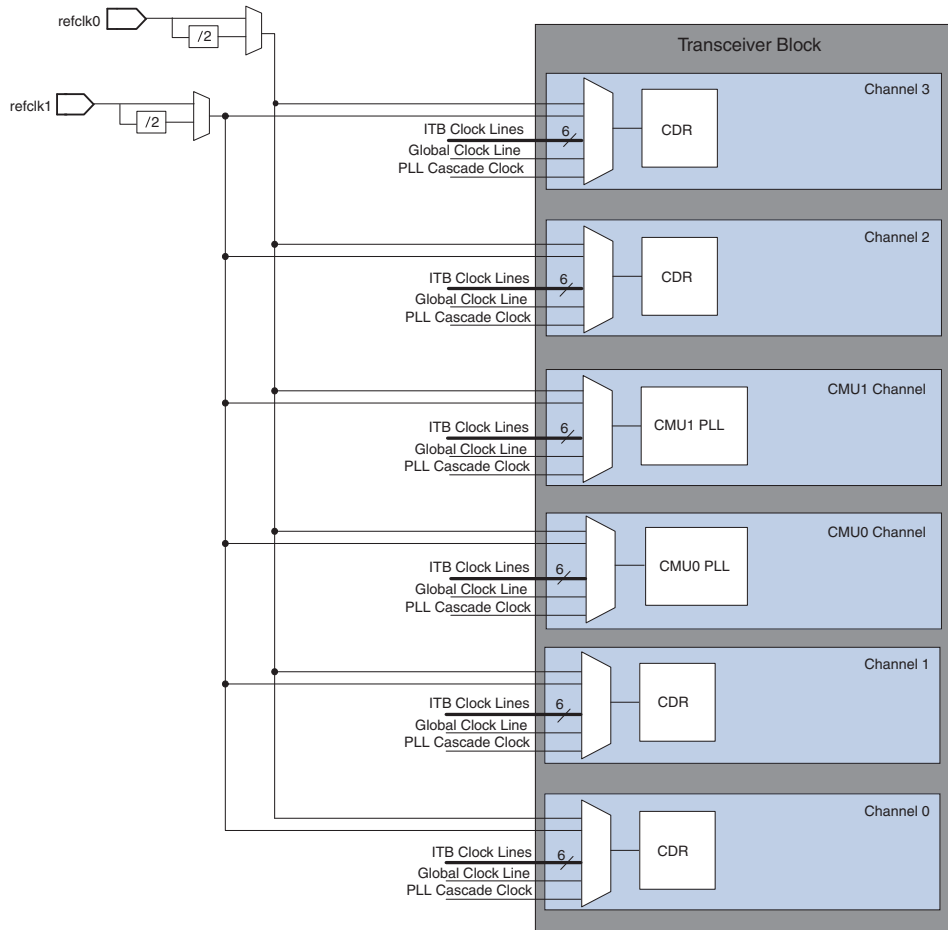 refclk0
/2
refclk1
/2
Transceiver Block
Channel 3
ITB Clock Lines
6
Global Clock Line
PLL Cascade Clock
CDR
Channel 2
ITB Clock Lines
6
Global Clock Line
PLL Cascade Clock
CDR
CMU1 Channel
ITB Clock Lines
6
Global Clock Line
PLL Cascade Clock
CMU1 PLL
CMU0 Channel
ITB Clock Lines
6
Global Clock Line
PLL Cascade Clock
CMU0 PLL
Channel 1
ITB Clock Lines
6
Global Clock Line
PLL Cascade Clock
CDR
Channel 0
ITB Clock Lines
6
Global Clock Line
PLL Cascade Clock
CDR